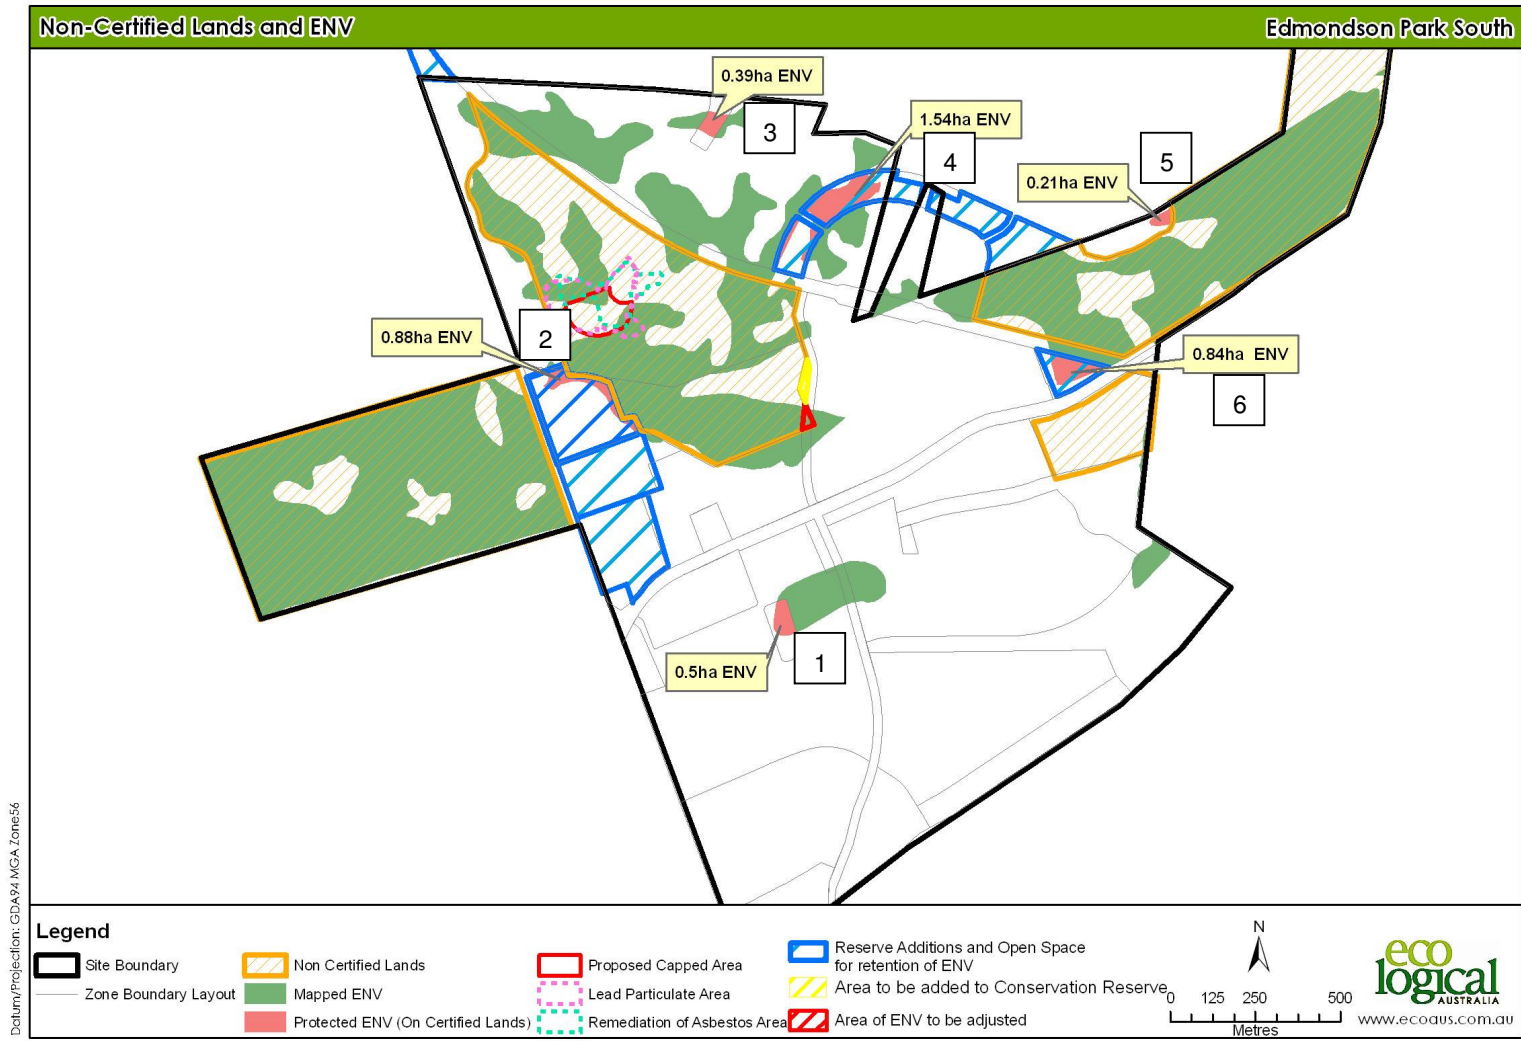 Non-Certified Lands and ENV
Edmondson Park South
0.39ha ENV
3
1.54ha ENV
4
5
0.21ha ENV
0.88ha ENV
2
0.84ha ENV
6
0.5ha ENV
1
Datum/Projection: GDA94 MGA Zone56
Legend
Site Boundary
Zone Boundary Layout
Non Certified Lands
Mapped ENV
Protected ENV (On Certified Lands)
Proposed Capped Area
Lead Particulate Area
Remediation of Asbestos Area
Reserve Additions and Open Space
for retention of ENV
Area to be added to Conservation Reserve
Area of ENV to be adjusted
N
0 125 250 500
Metres
eco
logical
AUSTRALIA
www.ecoaus.com.au